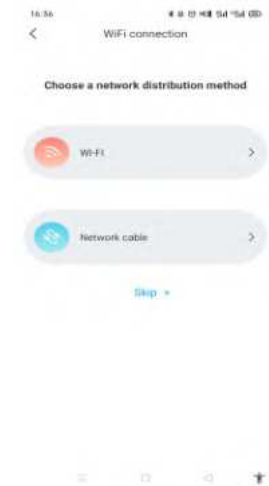 16:56
WiFi connection
Choose a network distribution method
WI-FI
Network cable
Skip